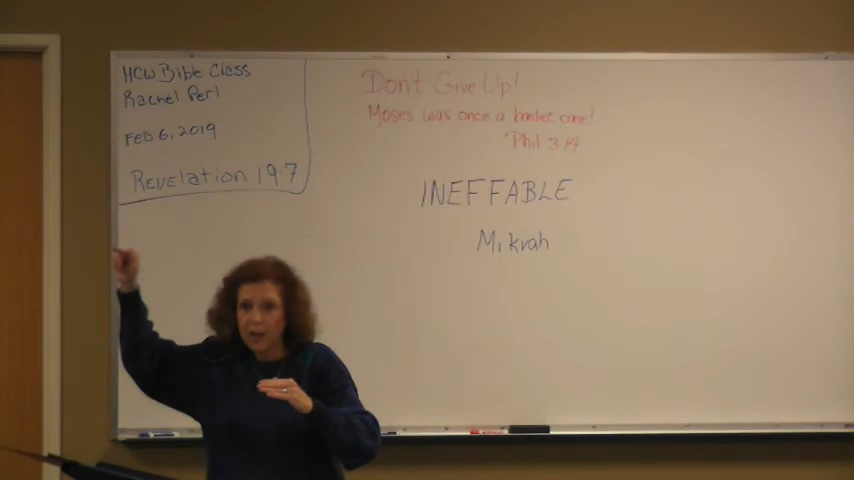 HCW Bible Class
Rachel Perl
FEB 6, 2019
REVElation 19:7
Don't Give Up!
Moses was once a basket case!
Phil 3:14
INEFFABLE
Mikrah